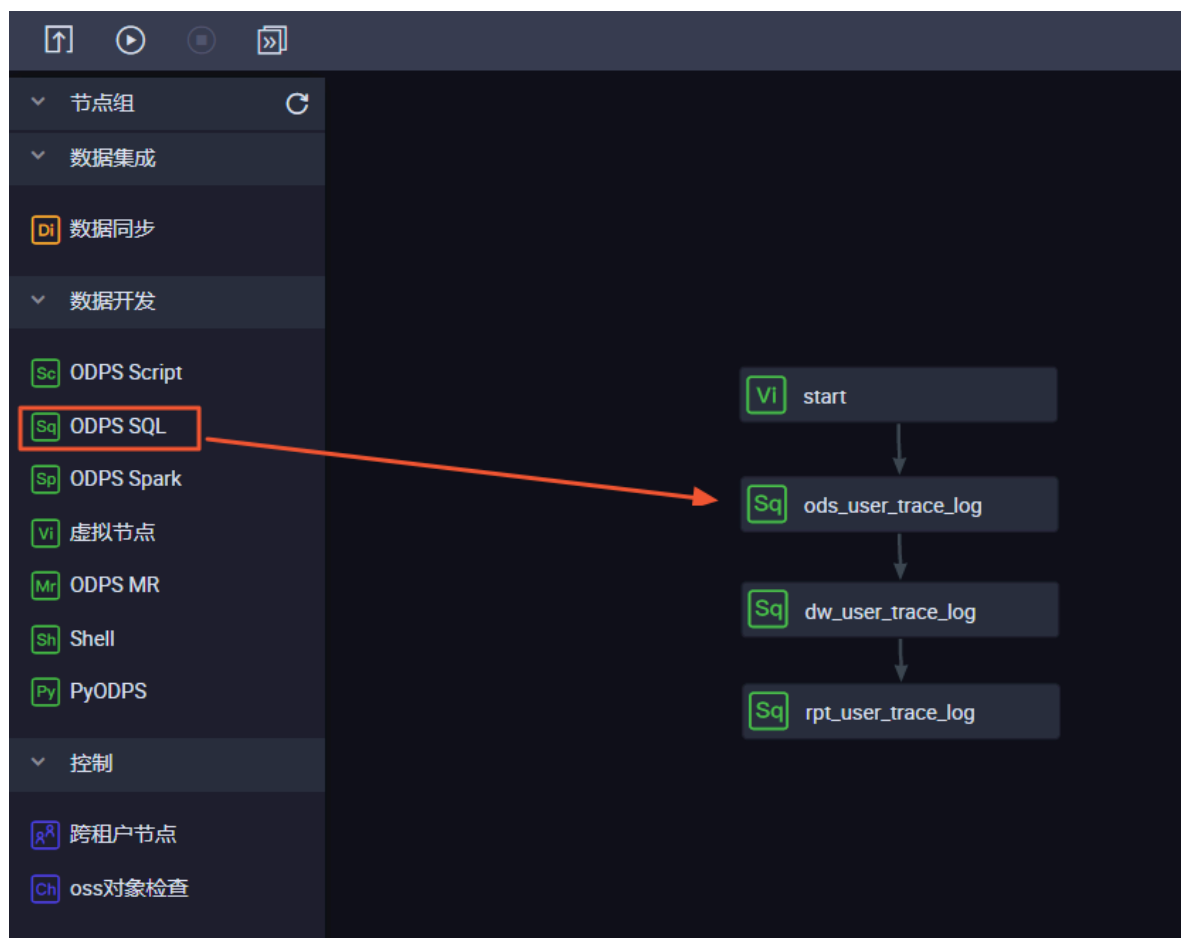 节点组
数据集成
Di 数据同步
数据开发
Sc ODPS Script
Sq ODPS SQL
Sp ODPS Spark
Vi 虚拟节点
Mr ODPS MR
Sh Shell
Py PyODPS
控制
跨租户节点
Ch oss对象检查
Vi start
Sq ods_user_trace_log
Sq dw_user_trace_log
Sq rpt_user_trace_log